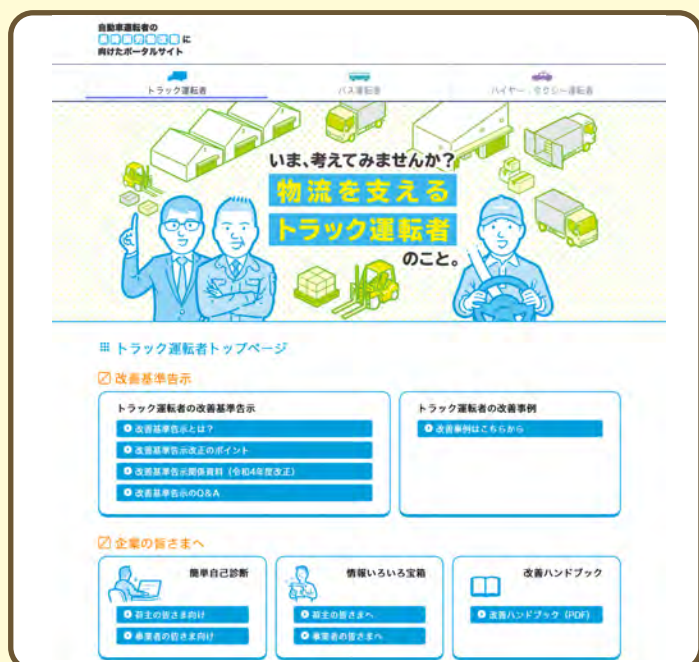 自動車運転者の
に
向けたポータルサイト
トラック運転者
バス運転者
ハイヤー・タクシー運転者
いま、考えてみませんか?
物流を支える
トラック運転者
のこと。
トラック運転者トップページ
改善基準告示
トラック運転者の改善基準告示
改善基準告示とは?
改善基準告示改正のポイント
改善基準告示関係資料(令和4年度改正)
改善基準告示のQ&A
トラック運転者の改善事例
改善事例はこちらから
企業の皆さまへ
簡単自己診断
荷主の皆さま向け
事業者の皆さま向け
情報いろいろ宝箱
荷主の皆さまへ
事業者の皆さまへ
改善ハンドブック
改善ハンドブック(PDF)